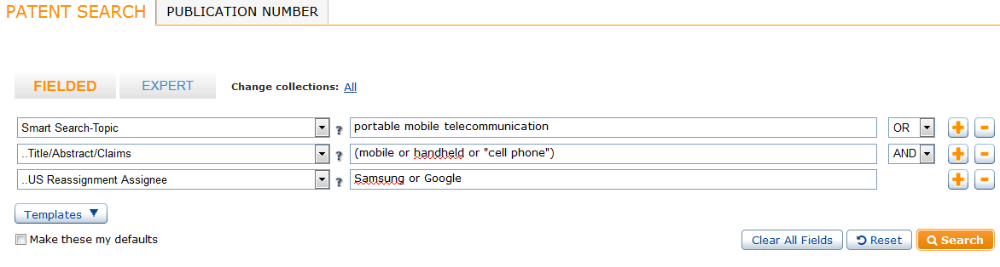 PATENT SEARCH PUBLICATION NUMBER
FIELDED EXPERT Change collections: All
Smart Search-Topic ? portable mobile telecommunication OR
..Title/Abstract/Claims ? (mobile or handheld or "cell phone") AND
..US Reassignment Assignee ? Samsung or Google
Templates
Make these my defaults
Clear All Fields Reset Search